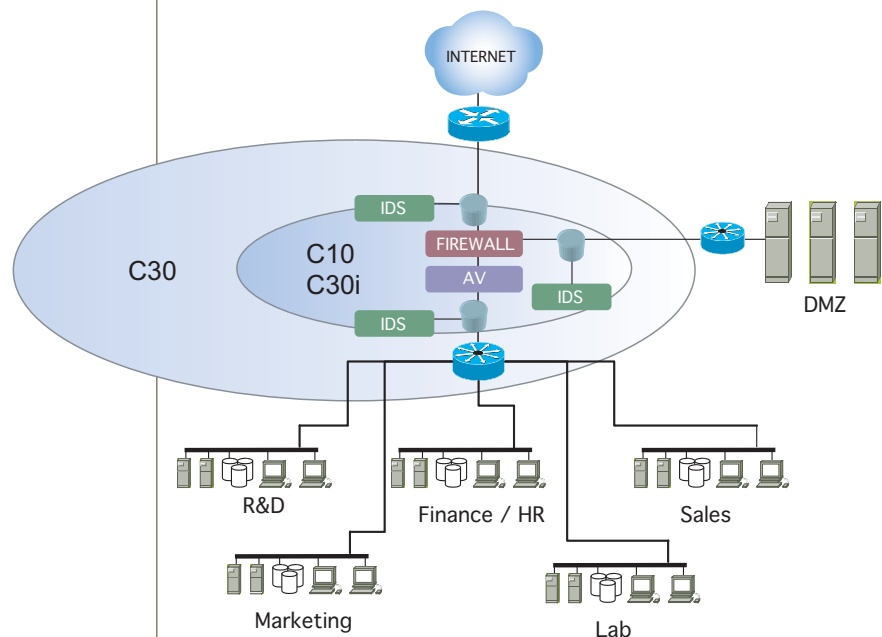 INTERNET
IDS
C30
C10
C30i
FIREWALL
AV
IDS
IDS
DMZ
R&D
Finance / HR
Sales
Marketing
Lab